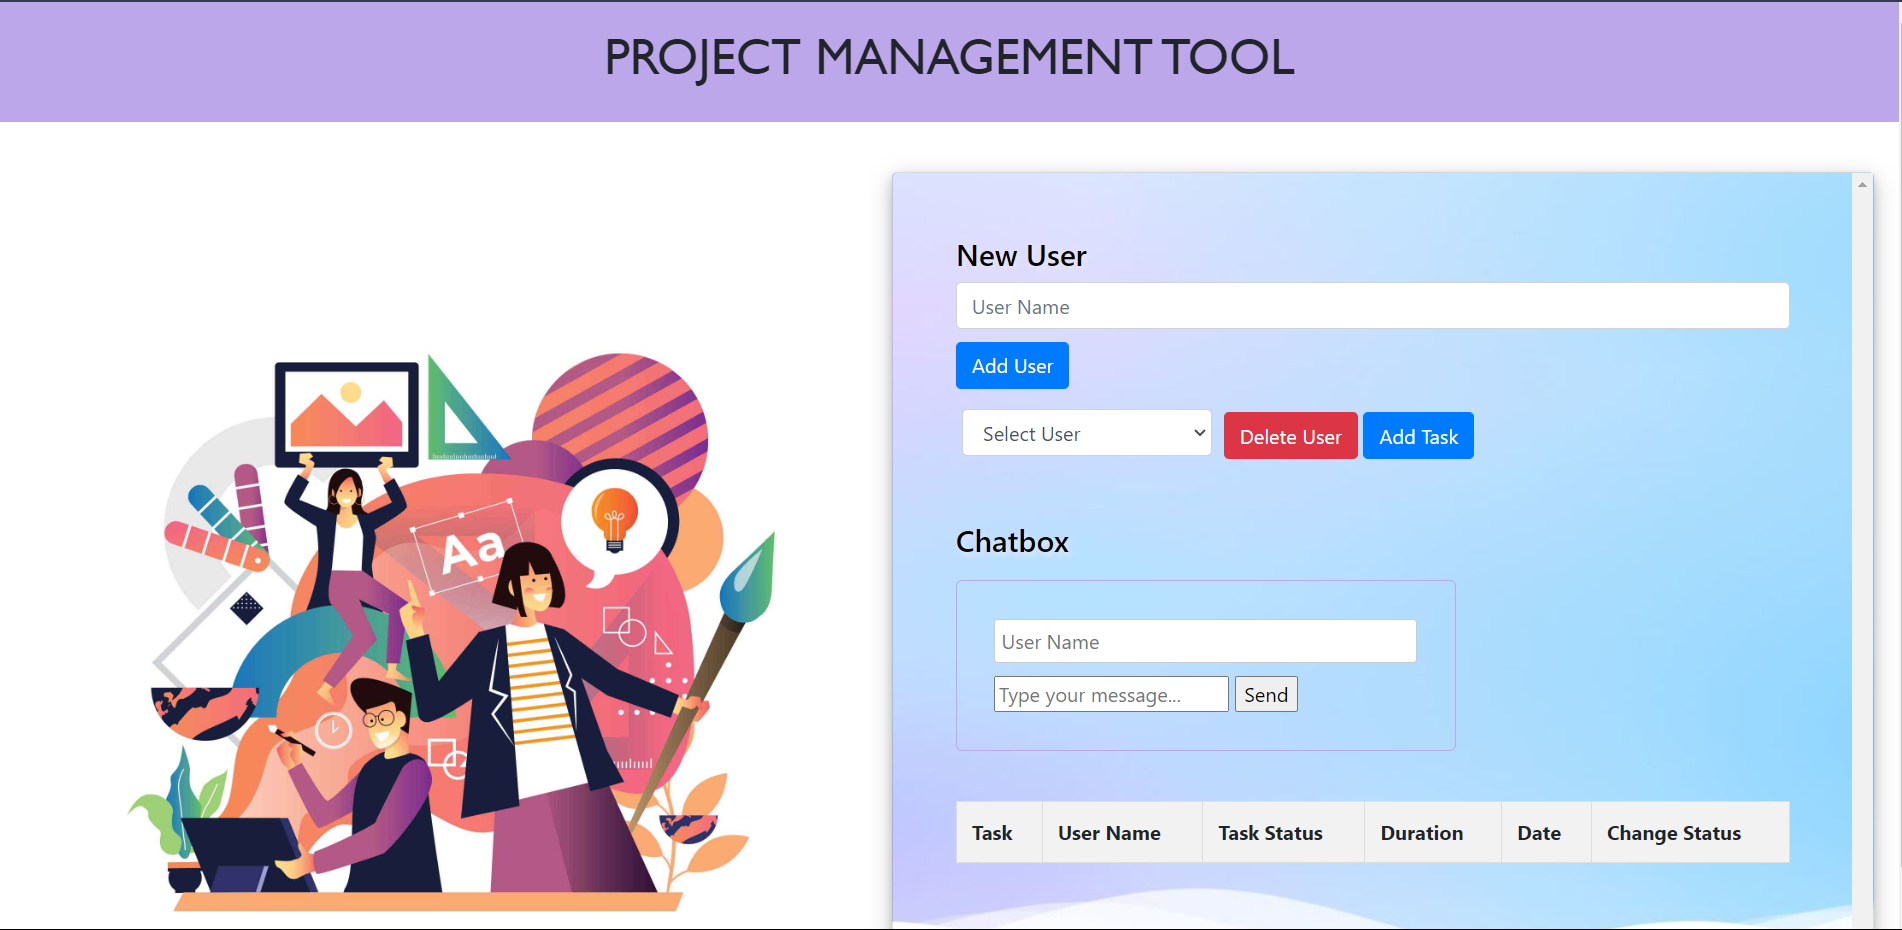 PROJECT MANAGEMENT TOOL
New User
User Name
Add User
Select User Delete User Add Task
Aa
Chatbox
User Name
Type your message... Send
Task User Name Task Status Duration Date Change Status